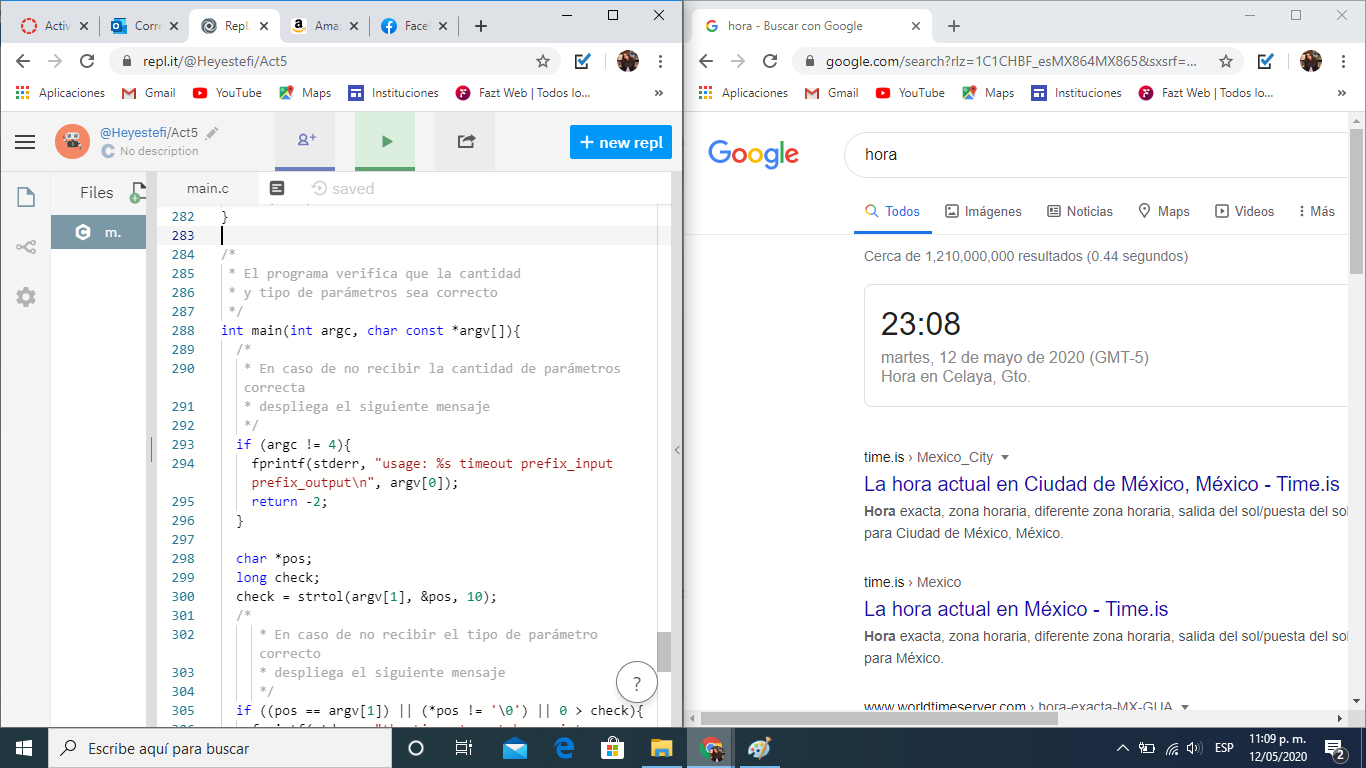 Activ
Corre
Repl.
Ama
Facel
repl.it/@Heyestefi/Act5
Aplicaciones
Gmail
YouTube
Maps
Instituciones
Fazt Web | Todos lo...
»
@Heyestefi/Act5
C No description
+ new repl
Files
m.
main.c
saved
282 }
283
284 /*
285 * El programa verifica que la cantidad
286 * y tipo de parámetros sea correcto
287 */
288 int main(int argc, char const *argv[]){
289 /*
290 * En caso de no recibir la cantidad de parámetros
correcta
291 * despliega el siguiente mensaje
292 */
293 if (argc != 4){
294 fprintf(stderr, "usage: %s timeout prefix_input
prefix_output\n", argv[0]);
295 return -2;
296 }
297
298 char *pos;
299 long check;
300 check = strtol(argv[1], &pos, 10);
301 /*
302 * En caso de no recibir el tipo de parámetro
correcto
303 * despliega el siguiente mensaje
304 */
305 if ((pos == argv[1]) || (*pos != '\0') || 0 > check){
?
hora - Buscar con Google
google.com/search?rlz=1C1CHBF_esMX864MX865&sxsrf=...
Aplicaciones
Gmail
YouTube
Maps
Instituciones
Fazt Web | Todos lo...
»
Google
hora
Todos
Imágenes
Noticias
Maps
Videos
Más
Cerca de 1,210,000,000 resultados (0.44 segundos)
23:08
martes, 12 de mayo de 2020 (GMT-5)
Hora en Celaya, Gto.
time.is › Mexico_City
La hora actual en Ciudad de México, México - Time.is
Hora exacta, zona horaria, diferente zona horaria, salida del sol/puesta del sol
para Ciudad de México, México.
time.is › Mexico
La hora actual en México - Time.is
Hora exacta, zona horaria, diferente zona horaria, salida del sol/puesta del sol
para México.
www.worldtimeserver.com › hora-exacta-MX-GUA
Escribe aquí para buscar
ESP
11:09 p. m.
12/05/2020
2